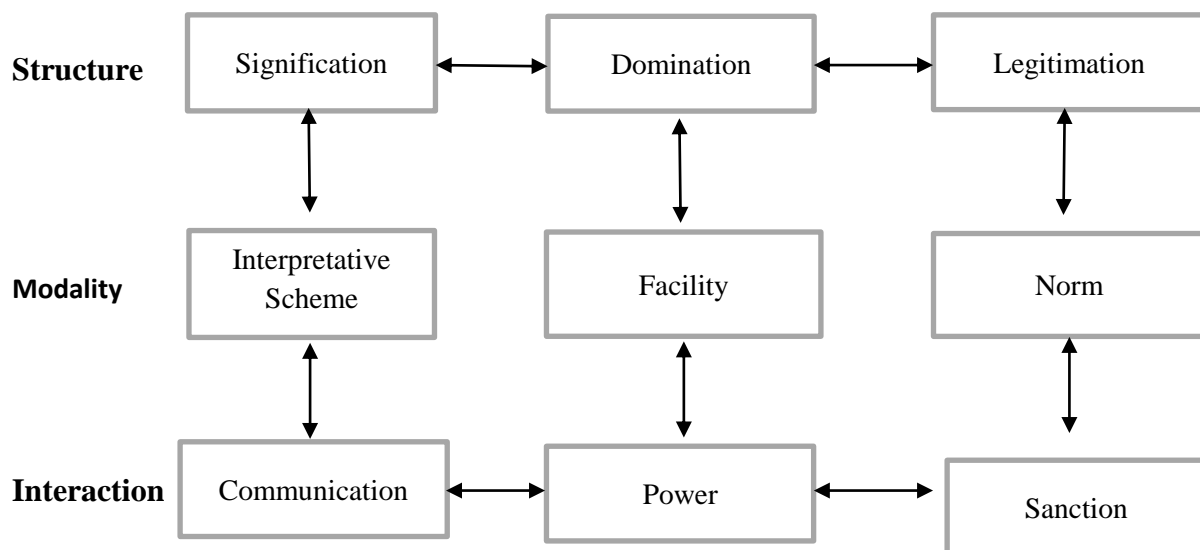 Structure
Signification
Domination
Legitimation
Modality
Interpretative
Scheme
Facility
Norm
Interaction
Communication
Power
Sanction